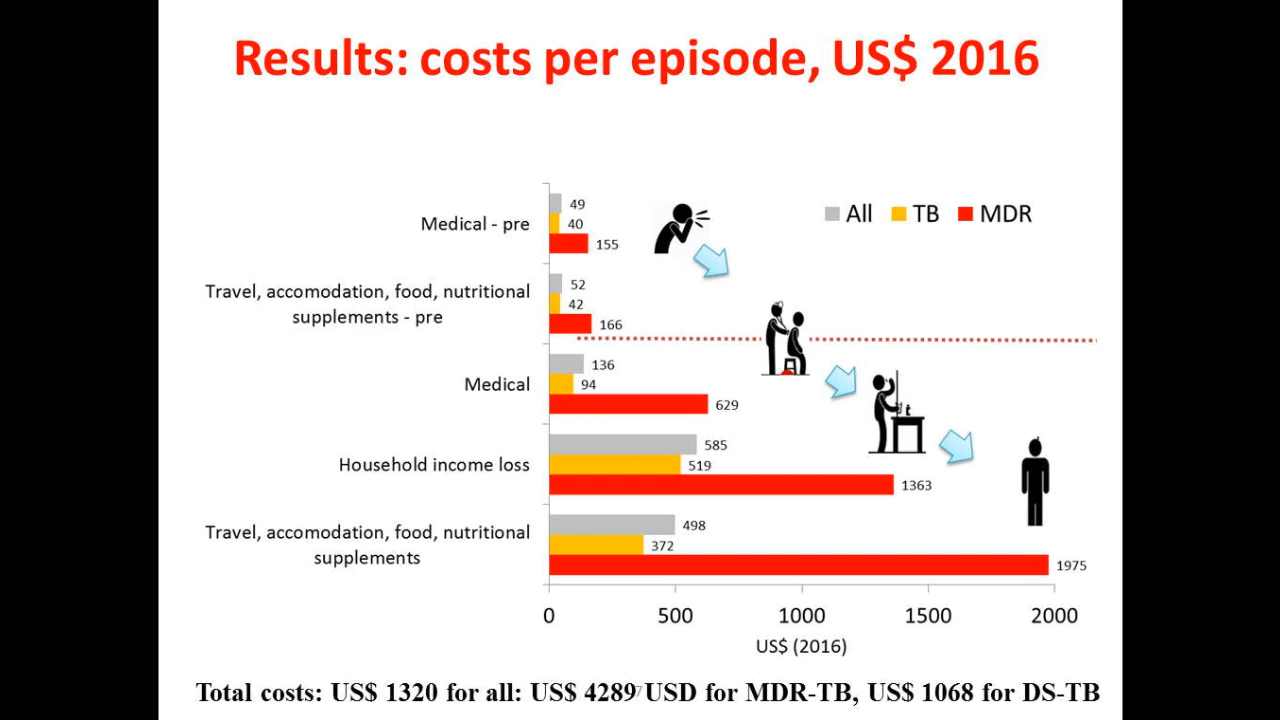 Results: costs per episode, US$ 2016
All TB MDR
Medical - pre
49
40
155
Travel, accomodation, food, nutritional
supplements - pre
52
42
166
Medical
136
94
629
Household income loss
585
519
1363
Travel, accomodation, food, nutritional
supplements
498
372
1975
0 500 1000 1500 2000
US$ (2016)
Total costs: US$ 1320 for all: US$ 4289 USD for MDR-TB, US$ 1068 for DS-TB
7